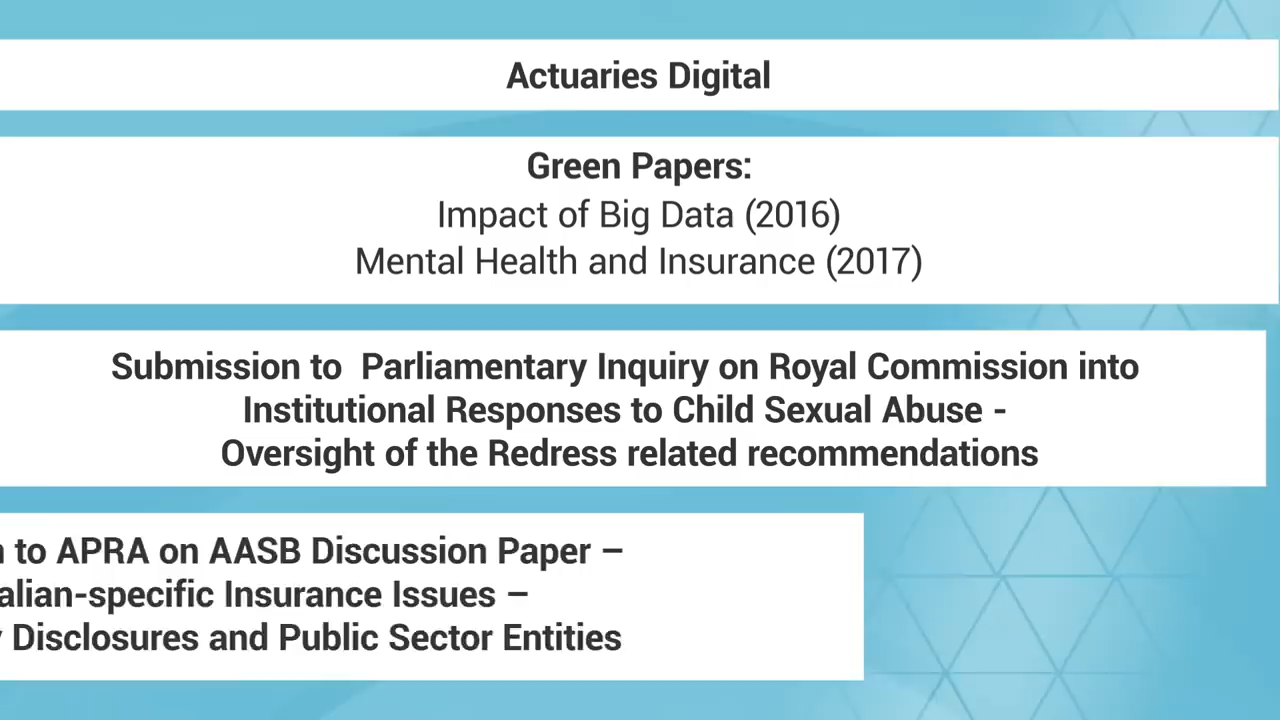 Actuaries Digital
Green Papers:
Impact of Big Data (2016)
Mental Health and Insurance (2017)
Submission to Parliamentary Inquiry on Royal Commission into
Institutional Responses to Child Sexual Abuse -
Oversight of the Redress related recommendations
to APRA on AASB Discussion Paper –
alian-specific Insurance Issues –
Disclosures and Public Sector Entities